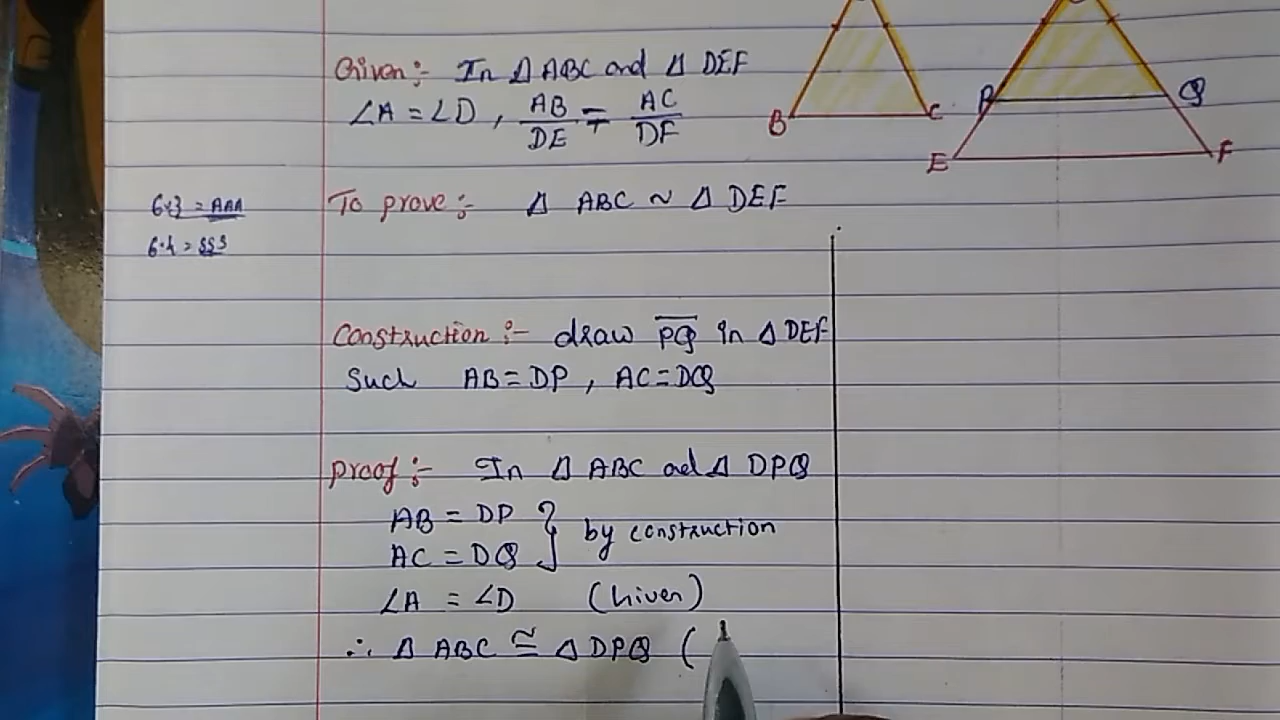 Given:- In Δ ABC and Δ DEF
∠A = ∠D, AB/DE = AC/DF
B C P Q
E F
6.3 = AAA
To prove:- Δ ABC ~ Δ DEF
6.4 = SSS
Construction:- draw PQ in Δ DEF
Such AB = DP, AC = DQ
proof:- In Δ ABC ad Δ DPQ
AB = DP
AC = DQ } by construction
∠A = ∠D (Given)
∴ Δ ABC ≅ Δ DPQ (